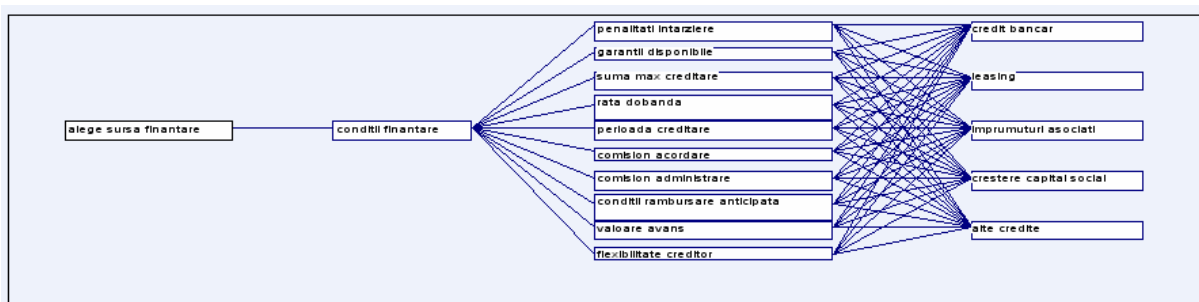 alege sursa finantare
conditii finantare
penalitati intarziere
garantii disponibile
suma max creditare
rata dobanda
perioada creditare
comision acordare
comision administrare
conditii rambursare anticipata
valoare avans
flexibilitate creditor
credit bancar
leasing
imprumuturi asociati
crestere capital social
alte credite